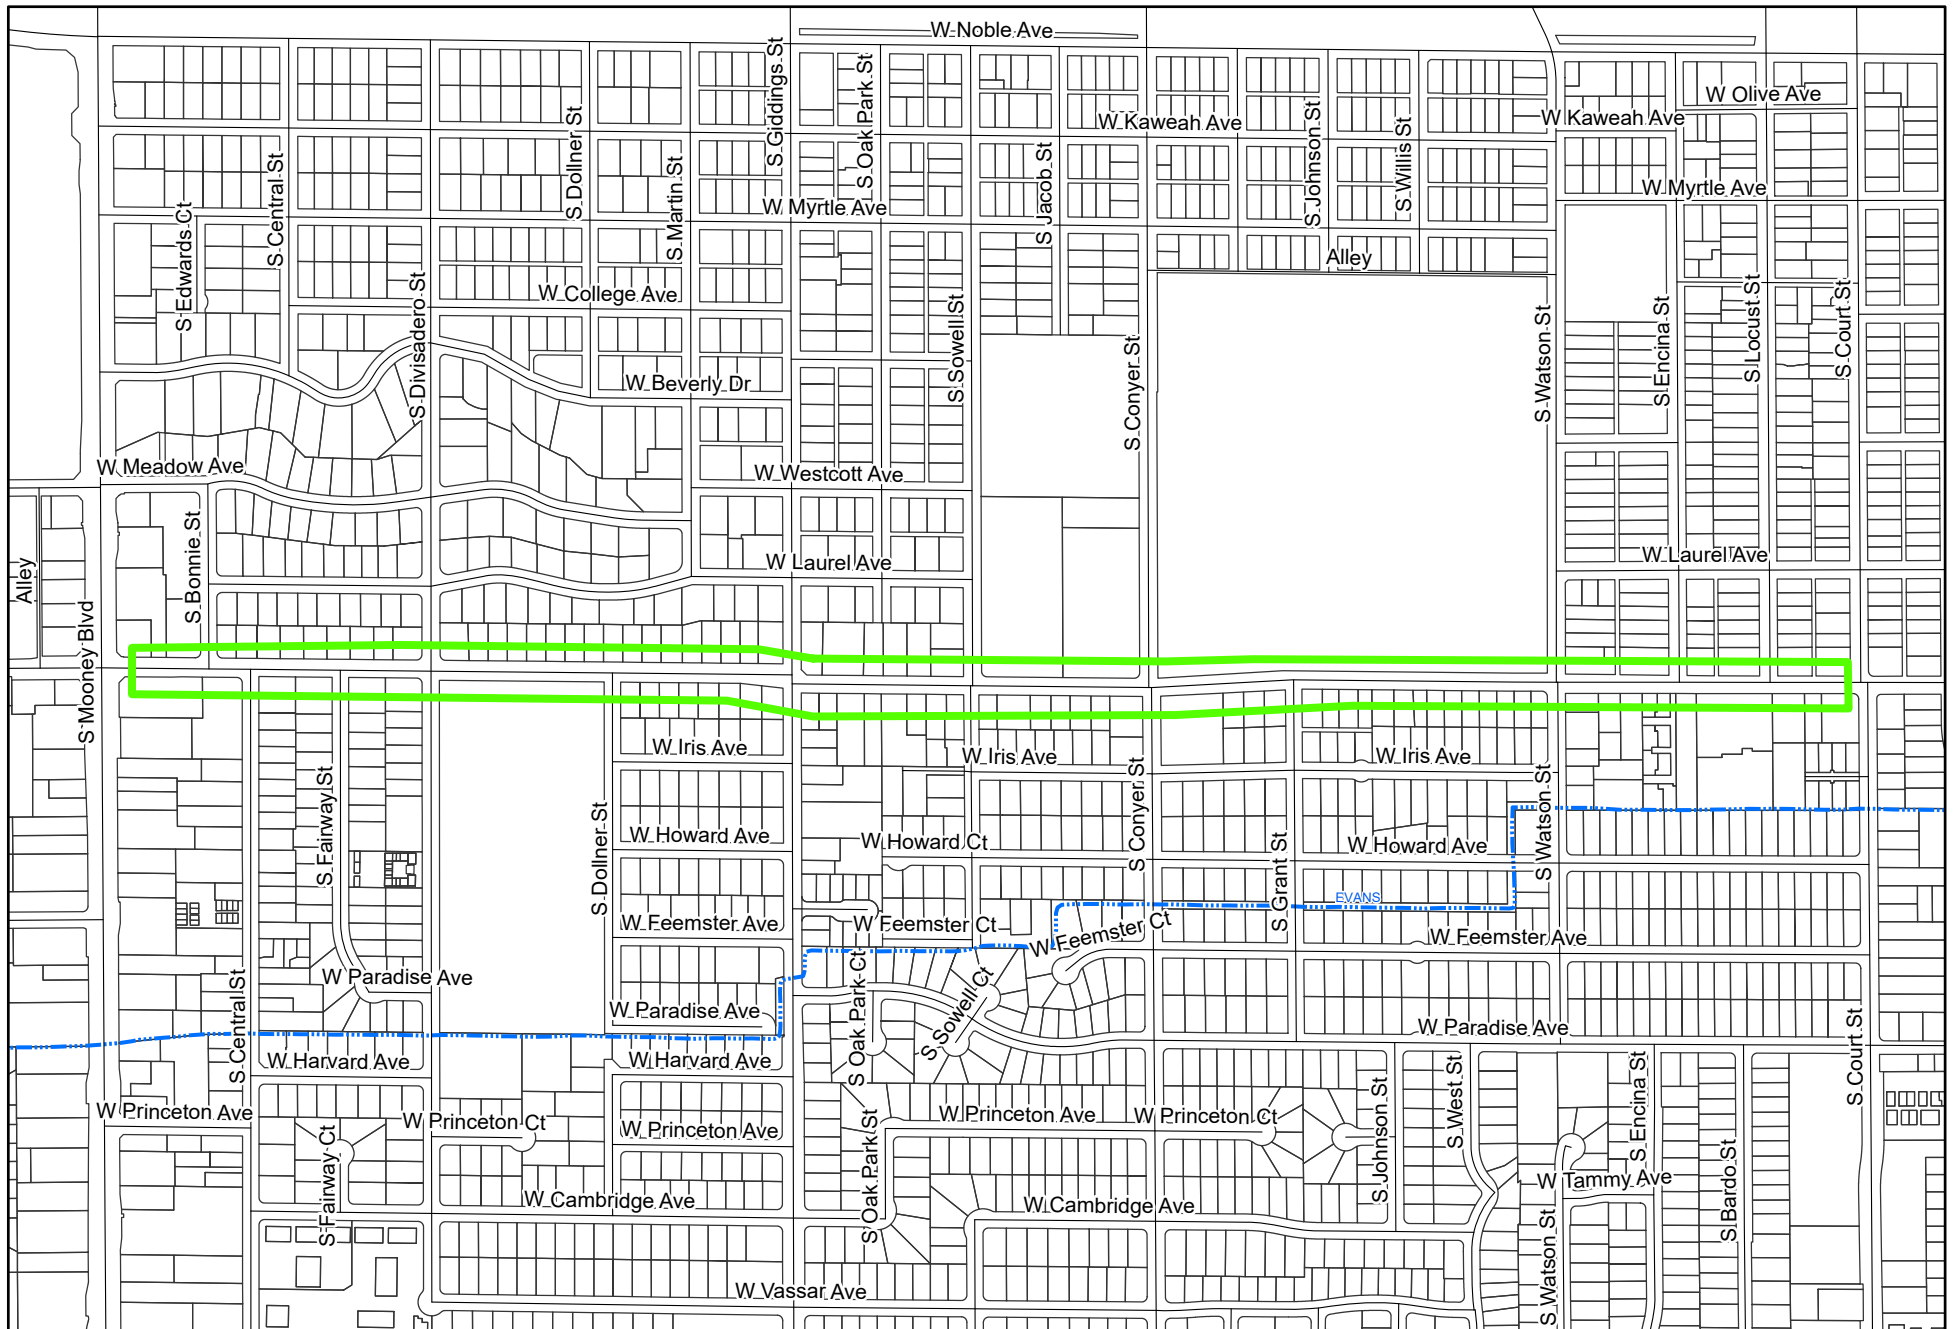 W Noble Ave
W Olive Ave
W Kaweah Ave
W Kaweah Ave
S Giddings St
S Oak Park St
S Dollner St
S Johnson St
S Willis St
S Central St
S Martin St
S Jacob St
W Myrtle Ave
W Myrtle Ave
S Edwards Ct
Alley
W College Ave
S Divisadero St
S Sowell St
S Conyer St
S Watson St
S Encina St
S Locust St
S Court St
W Beverly Dr
W Meadow Ave
W Westcott Ave
S Bonnie St
W Laurel Ave
W Laurel Ave
Alley
S Mooney Blvd
W Iris Ave
W Iris Ave
W Iris Ave
S Fairway St
S Dollner St
S Conyer St
S Watson St
W Howard Ave
W Howard Ct
W Howard Ave
S Grant St
EVANS
W Feemster Ave
W Feemster Ct
W Feemster Ct
W Feemster Ave
W Paradise Ave
S Central St
W Paradise Ave
S Oak Park Ct
S Sowell Ct
W Paradise Ave
S Court St
W Harvard Ave
W Harvard Ave
W Princeton Ave
W Princeton Ct
W Princeton Ave
W Princeton Ave
W Princeton Ct
S Johnson St
S West St
S Encina St
S Fairway Ct
S Oak Park St
W Tammy Ave
S Bardo St
W Cambridge Ave
W Cambridge Ave
S Watson St
W Vassar Ave